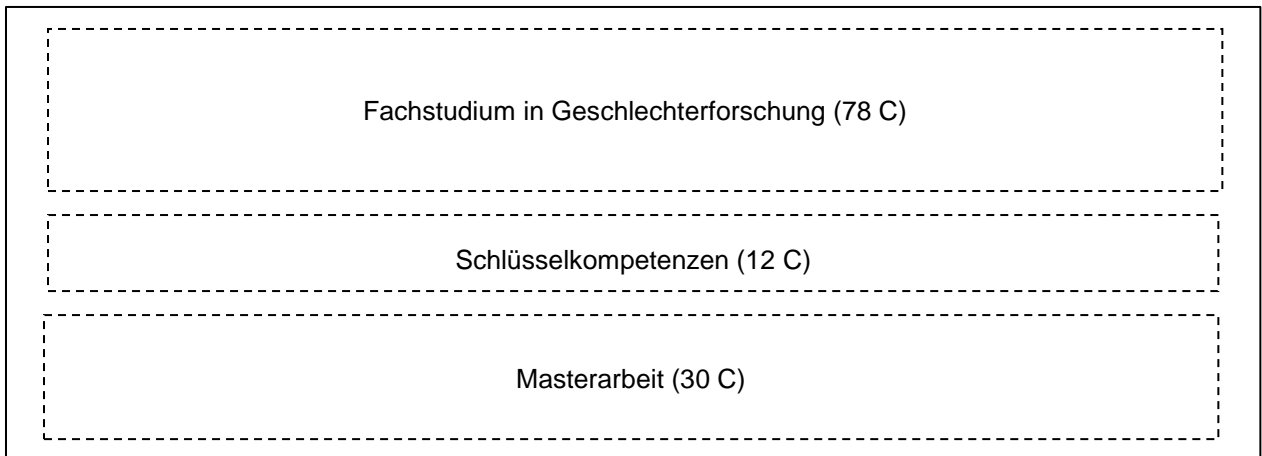 Fachstudium in Geschlechterforschung (78 C)
Schlüsselkompetenzen (12 C)
Masterarbeit (30 C)